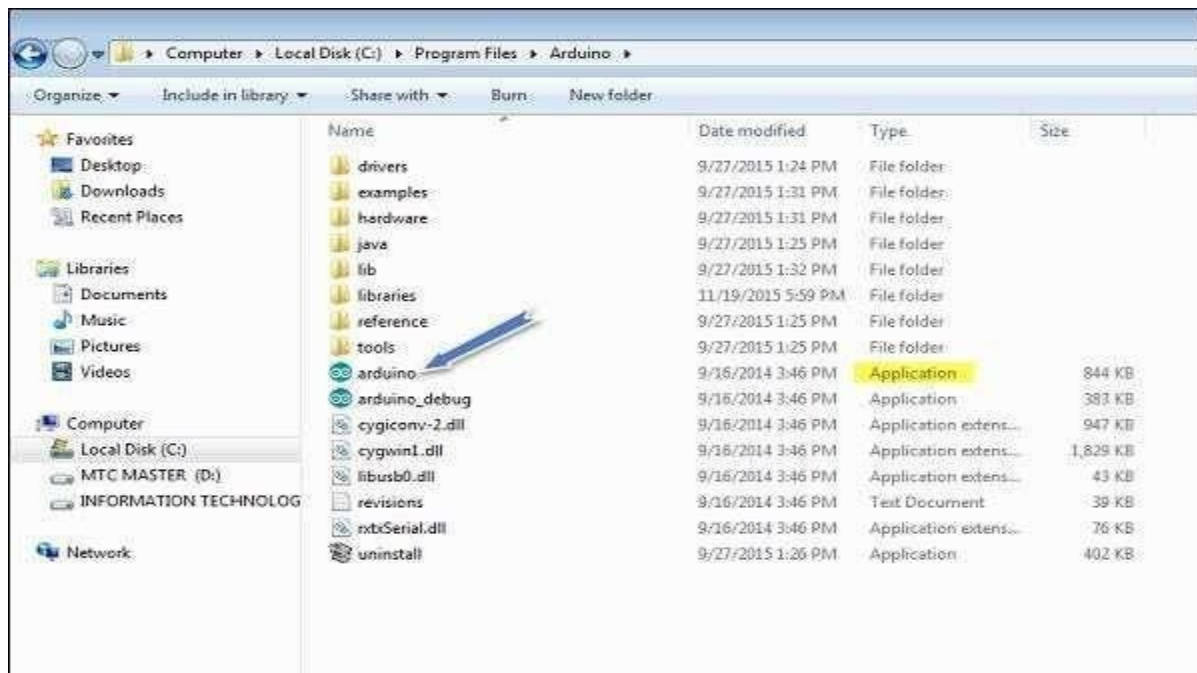 Computer Local Disk (C:) Program Files Arduino
Organize Include in library Share with Burn New folder
Favorites
Desktop
Downloads
Recent Places
Libraries
Documents
Music
Pictures
Videos
Computer
Local Disk (C:)
MTC MASTER (D:)
INFORMATION TECHNOLOG
Network
Name Date modified Type Size
drivers 9/27/2015 1:24 PM File folder
examples 9/27/2015 1:31 PM File folder
hardware 9/27/2015 1:31 PM File folder
java 9/27/2015 1:25 PM File folder
lib 9/27/2015 1:32 PM File folder
libraries 11/19/2015 5:59 PM File folder
reference 9/27/2015 1:25 PM File folder
tools 9/27/2015 1:25 PM File folder
arduino 9/16/2014 3:46 PM Application 844 KB
arduino_debug 9/16/2014 3:46 PM Application 383 KB
cygiconv-2.dll 9/16/2014 3:46 PM Application extens... 947 KB
cygwin1.dll 9/16/2014 3:46 PM Application extens... 1,829 KB
libusb0.dll 9/16/2014 3:46 PM Application extens... 43 KB
revisions 9/16/2014 3:46 PM Text Document 39 KB
rxtxSerial.dll 9/16/2014 3:46 PM Application extens... 76 KB
uninstall 9/27/2015 1:26 PM Application 402 KB